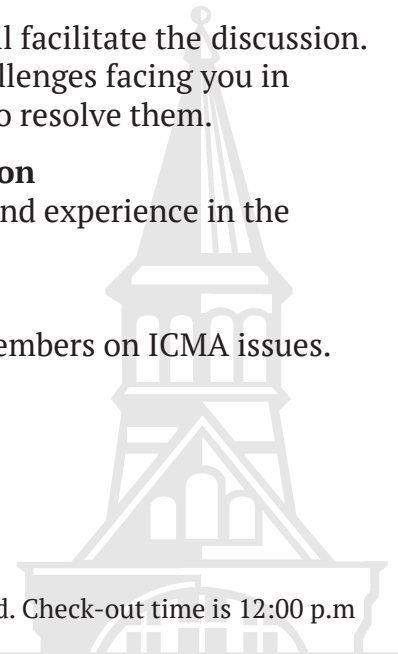 l facilitate the discussion.
llenges facing you in
o resolve them.
on
nd experience in the
embers on ICMA issues.
d. Check-out time is 12:00 p.m